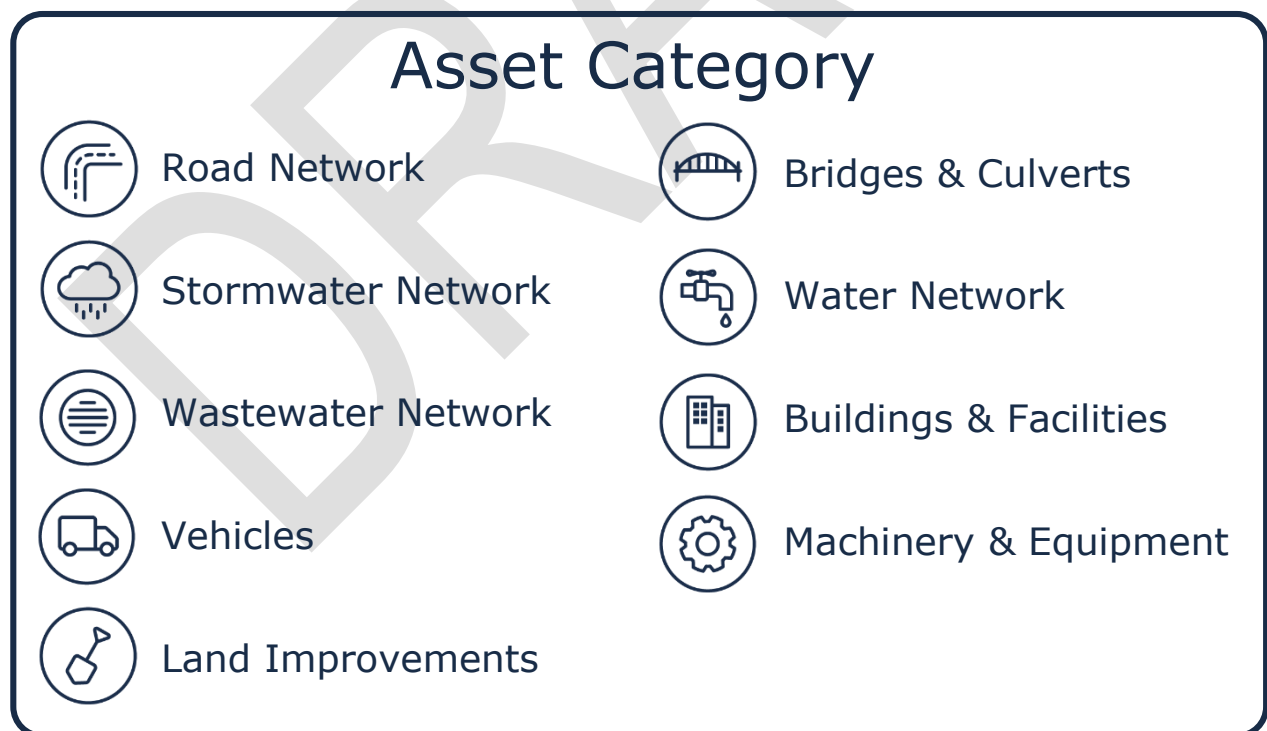 Asset Category
Road Network
Bridges & Culverts
Stormwater Network
Water Network
Wastewater Network
Buildings & Facilities
Vehicles
Machinery & Equipment
Land Improvements